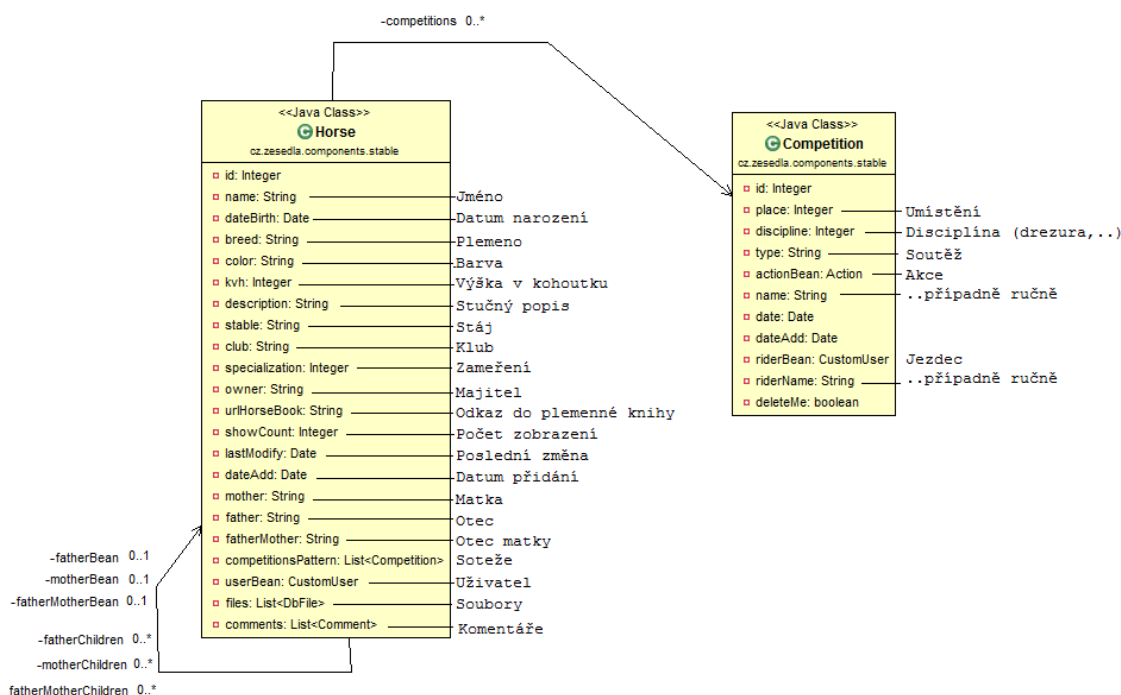 -competitions 0..*
<<Java Class>>
C Horse
cz.zesedla.components.stable
id: Integer
name: String Jméno
dateBirth: Date Datum narození
breed: String Plemeno
color: String Barva
kvh: Integer Výška v kohoutku
description: String Stučný popis
stable: String Stáj
club: String Klub
specialization: Integer Zameření
owner: String Majitel
urlHorseBook: String Odkaz do plemenné knihy
showCount: Integer Počet zobrazení
lastModify: Date Poslední změna
dateAdd: Date Datum přidání
mother: String Matka
father: String Otec
fatherMother: String Otec matky
competitionsPattern: List<Competition> Soteže
userBean: CustomUser Uživatel
files: List<DbFile> Soubory
comments: List<Comment> Komentáře
<<Java Class>>
C Competition
cz.zesedla.components.stable
id: Integer
place: Integer Umístění
discipline: Integer Disciplína (drezura,..)
type: String Soutěž
actionBean: Action Akce
name: String ..případně ručně
date: Date
dateAdd: Date
riderBean: CustomUser Jezdec
riderName: String ..případně ručně
deleteMe: boolean
-fatherBean 0..1
-motherBean 0..1
-fatherMotherBean 0..1
-fatherChildren 0..*
-motherChildren 0..*
fatherMotherChildren 0..*